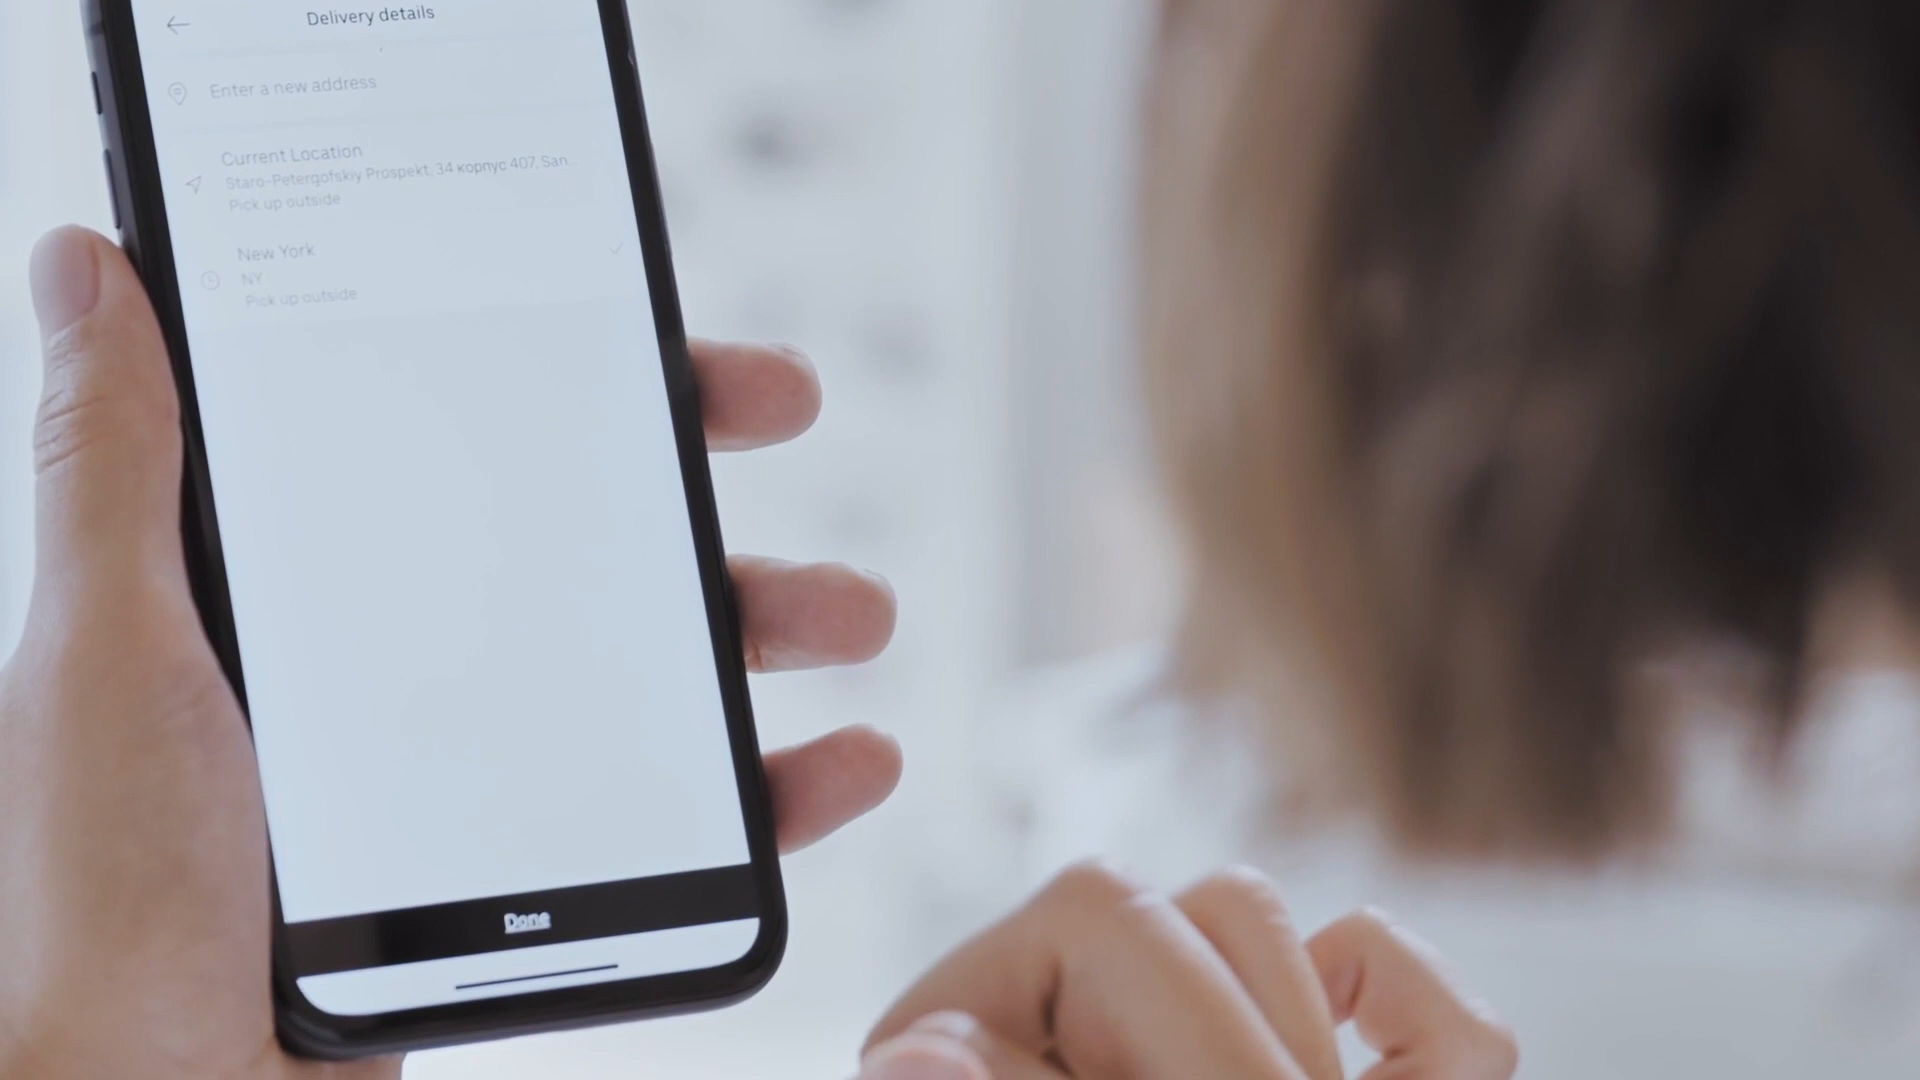 Delivery details
Enter a new address
Current Location
Staro-Petergofskiy Prospekt, 34 корпус 407, San...
Pick up outside
New York
NY
Pick up outside
Done